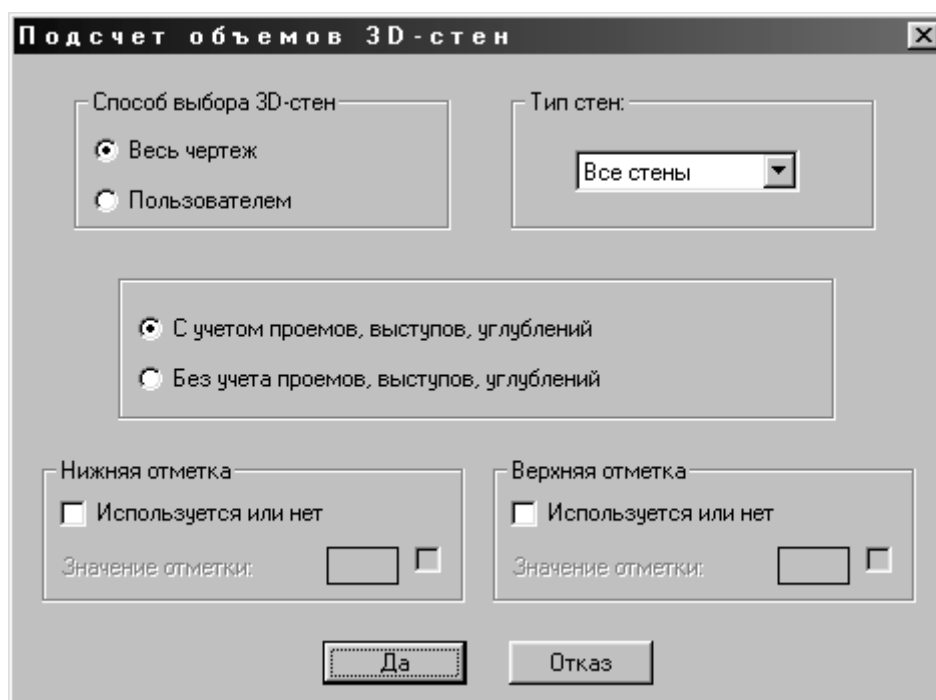 Подсчет объемов 3D-стен
Способ выбора 3D-стен
Весь чертеж
Пользователем
Тип стен:
Все стены
С учетом проемов, выступов, углублений
Без учета проемов, выступов, углублений
Нижняя отметка
Используется или нет
Значение отметки:
Верхняя отметка
Используется или нет
Значение отметки:
Да
Отказ